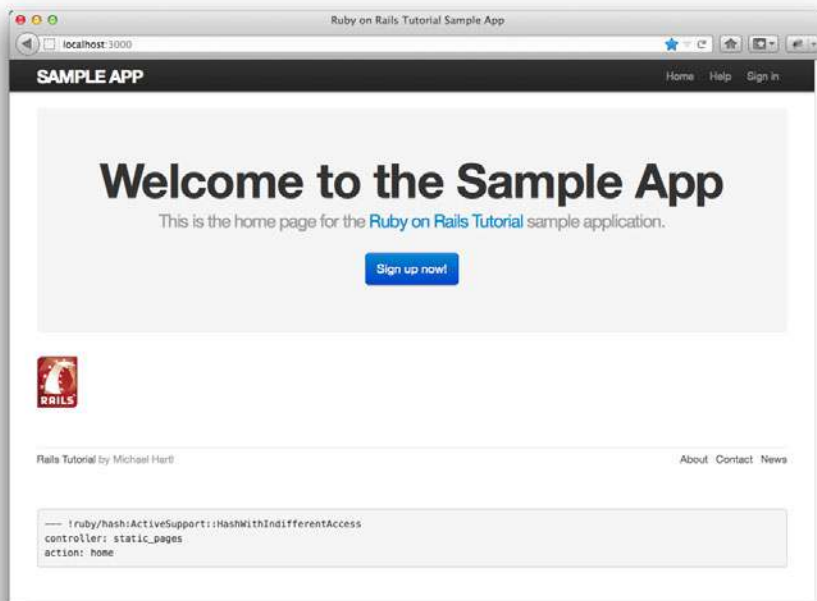 Ruby on Rails Tutorial Sample App
localhost:3000
SAMPLE APP
Home Help Sign in
Welcome to the Sample App
This is the home page for the Ruby on Rails Tutorial sample application.
Sign up now!
RAILS
Rails Tutorial by Michael Hartl
About Contact News
--- !ruby/hash:ActiveSupport::HashWithIndifferentAccess
controller: static_pages
action: home